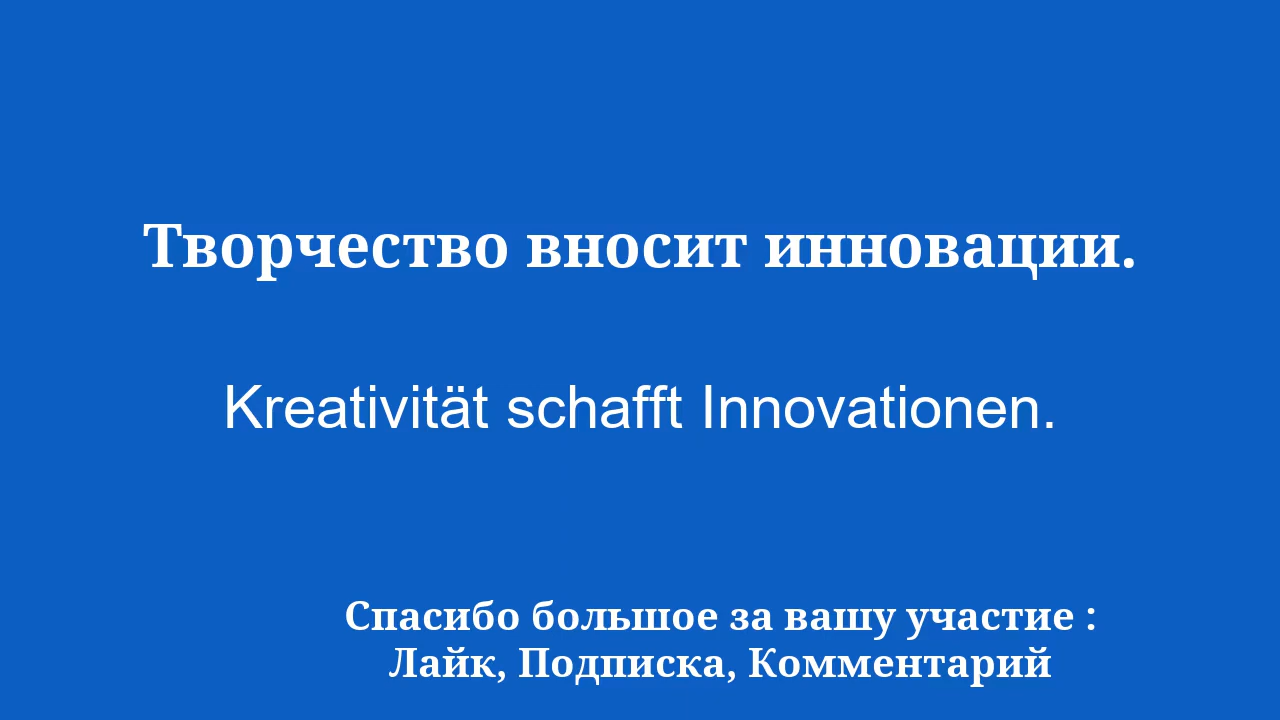 Творчество вносит инновации.
Kreativität schafft Innovationen.
Спасибо большое за вашу участие :
Лайк, Подписка, Комментарий